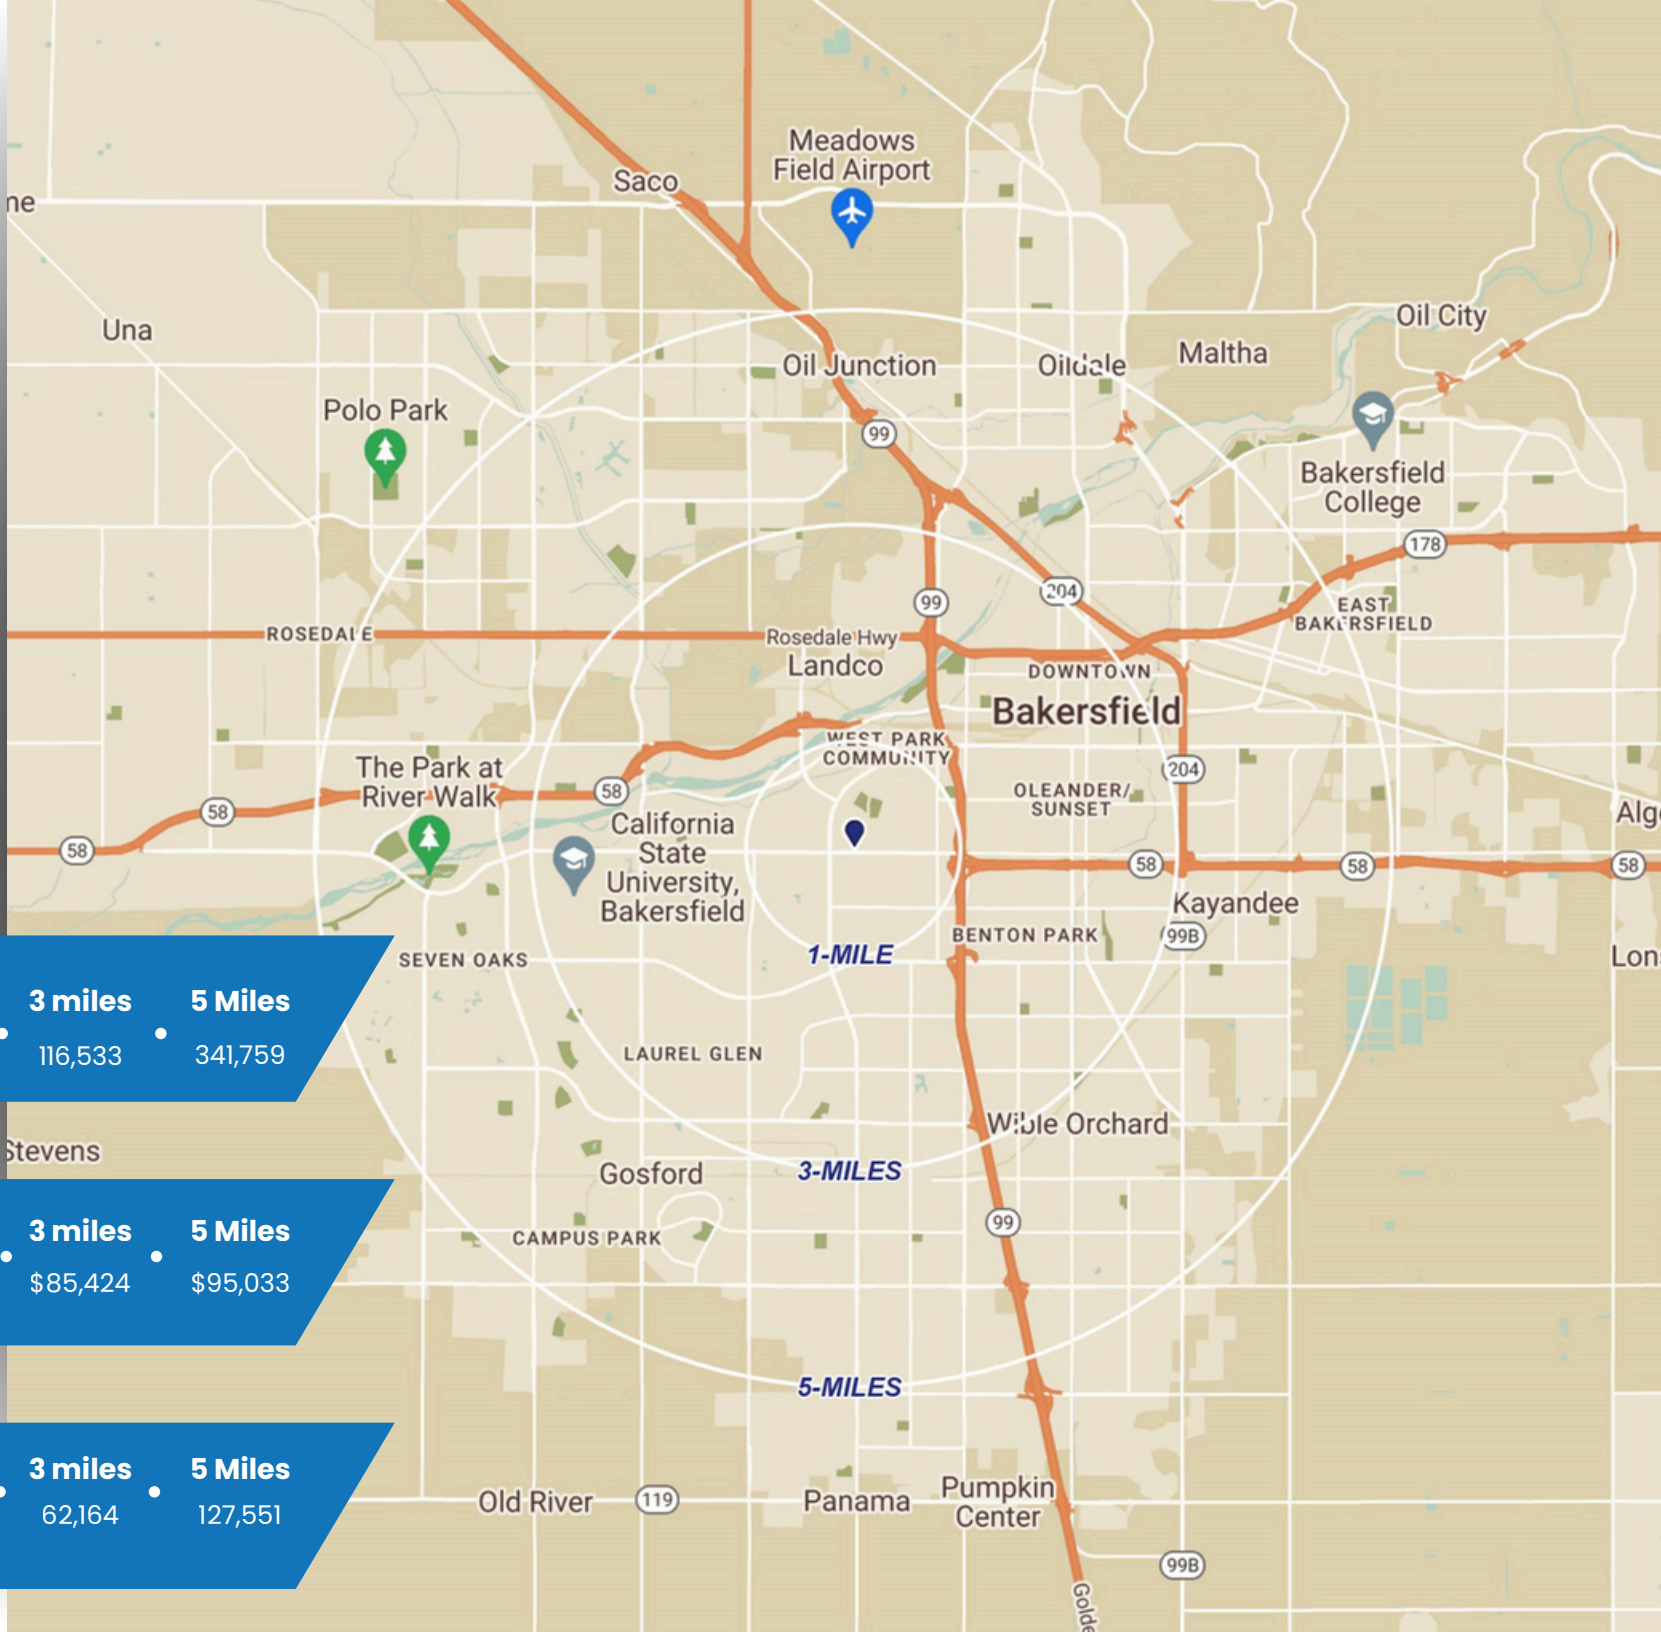 Meadows
Field Airport
Saco
ne
Una
Oil City
Oil Junction
Oildale
Maltha
Polo Park
99
Bakersfield
College
178
204
99
EAST
BAKERSFIELD
ROSEDALE
Rosedale Hwy
Landco
DOWNTOWN
Bakersfield
WEST PARK
COMMUNITY
The Park at
River Walk
204
58
OLEANDER/
SUNSET
58
Alg
California
State
University,
Bakersfield
58
58
58
58
Kayandee
BENTON PARK
99B
1-MILE
SEVEN OAKS
Lon
3 miles
5 Miles
116,533
341,759
LAUREL GLEN
Wible Orchard
Stevens
3-MILES
Gosford
99
3 miles
5 Miles
CAMPUS PARK
$85,424
$95,033
5-MILES
3 miles
5 Miles
62,164
127,551
Old River
119
Panama
Pumpkin
Center
99B
Golde